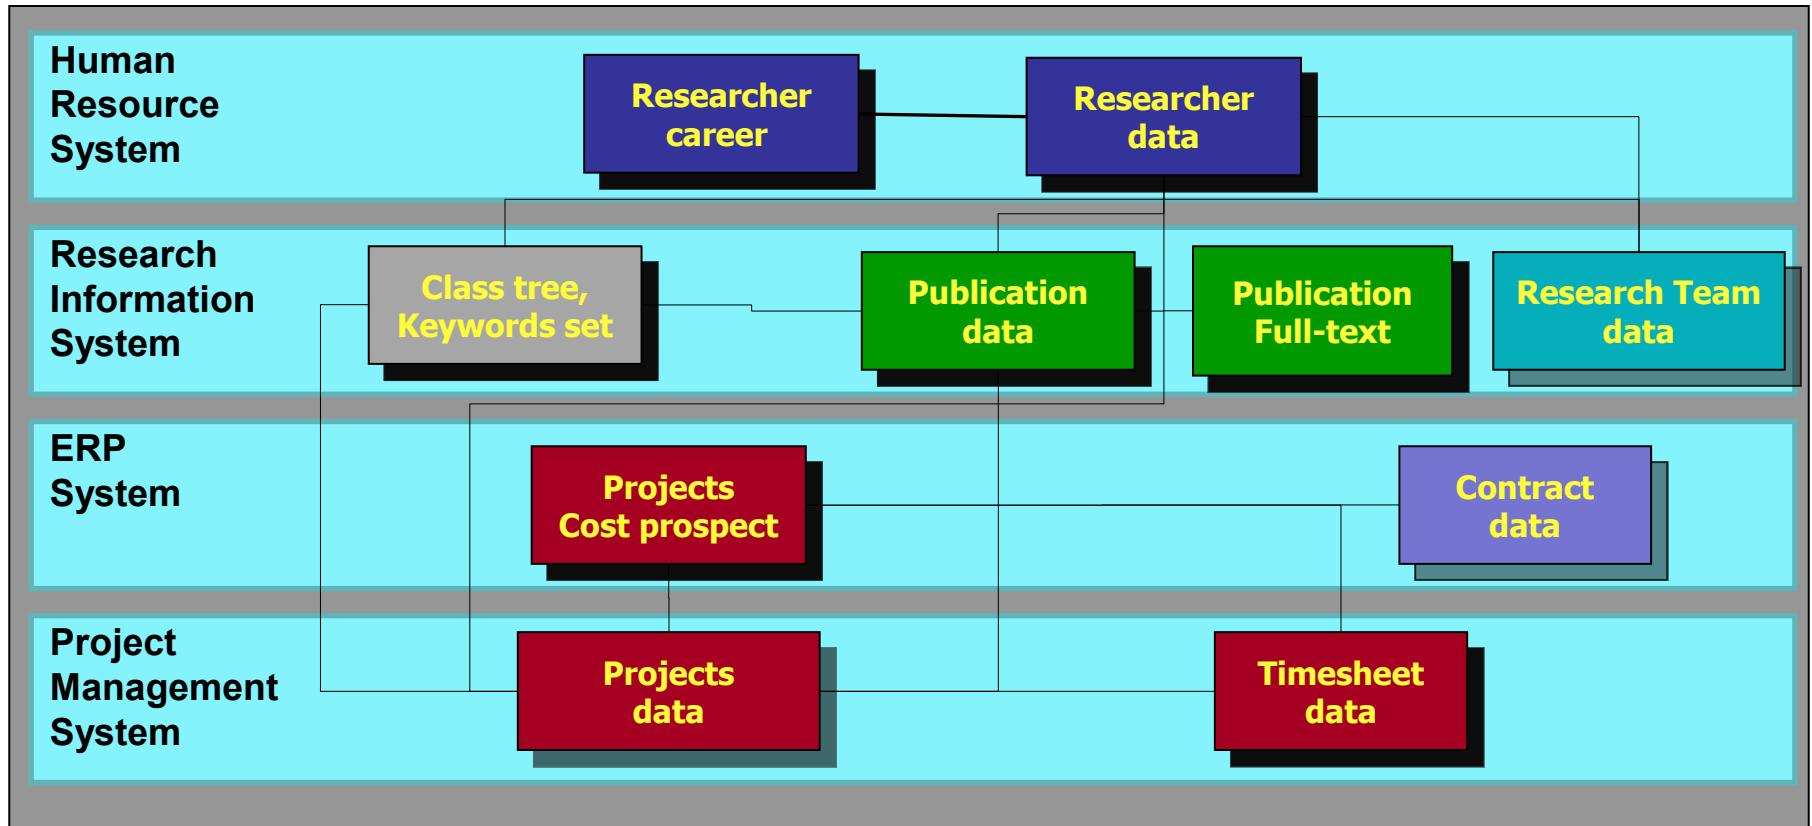 Human
Resource
System
Researcher
career
Researcher
data
Research
Information
System
Class tree,
Keywords set
Publication
data
Publication
Full-text
Research Team
data
ERP
System
Projects
Cost prospect
Contract
data
Project
Management
System
Projects
data
Timesheet
data